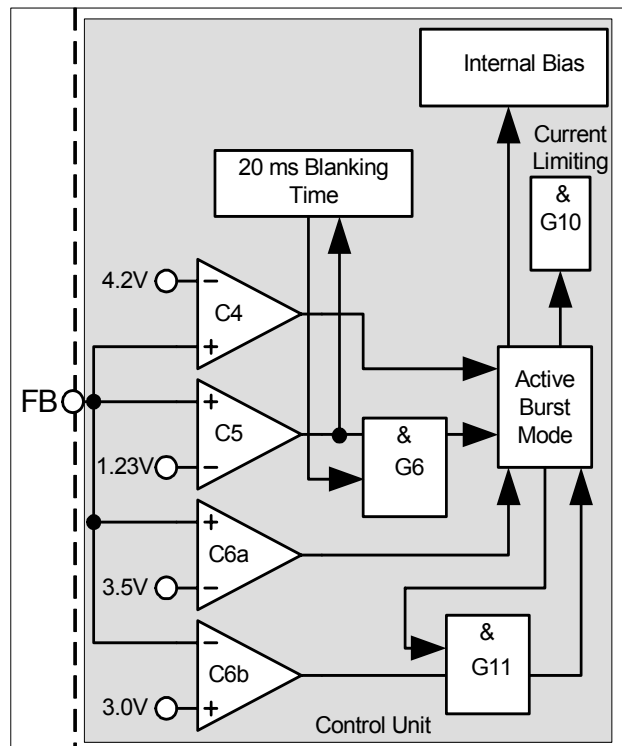 Internal Bias
Current
Limiting
20 ms Blanking
Time
&
G10
4.2V
−
C4
+
FB
+
C5
−
1.23V
&
G6
Active
Burst
Mode
+
C6a
−
3.5V
−
C6b
+
3.0V
&
G11
Control Unit